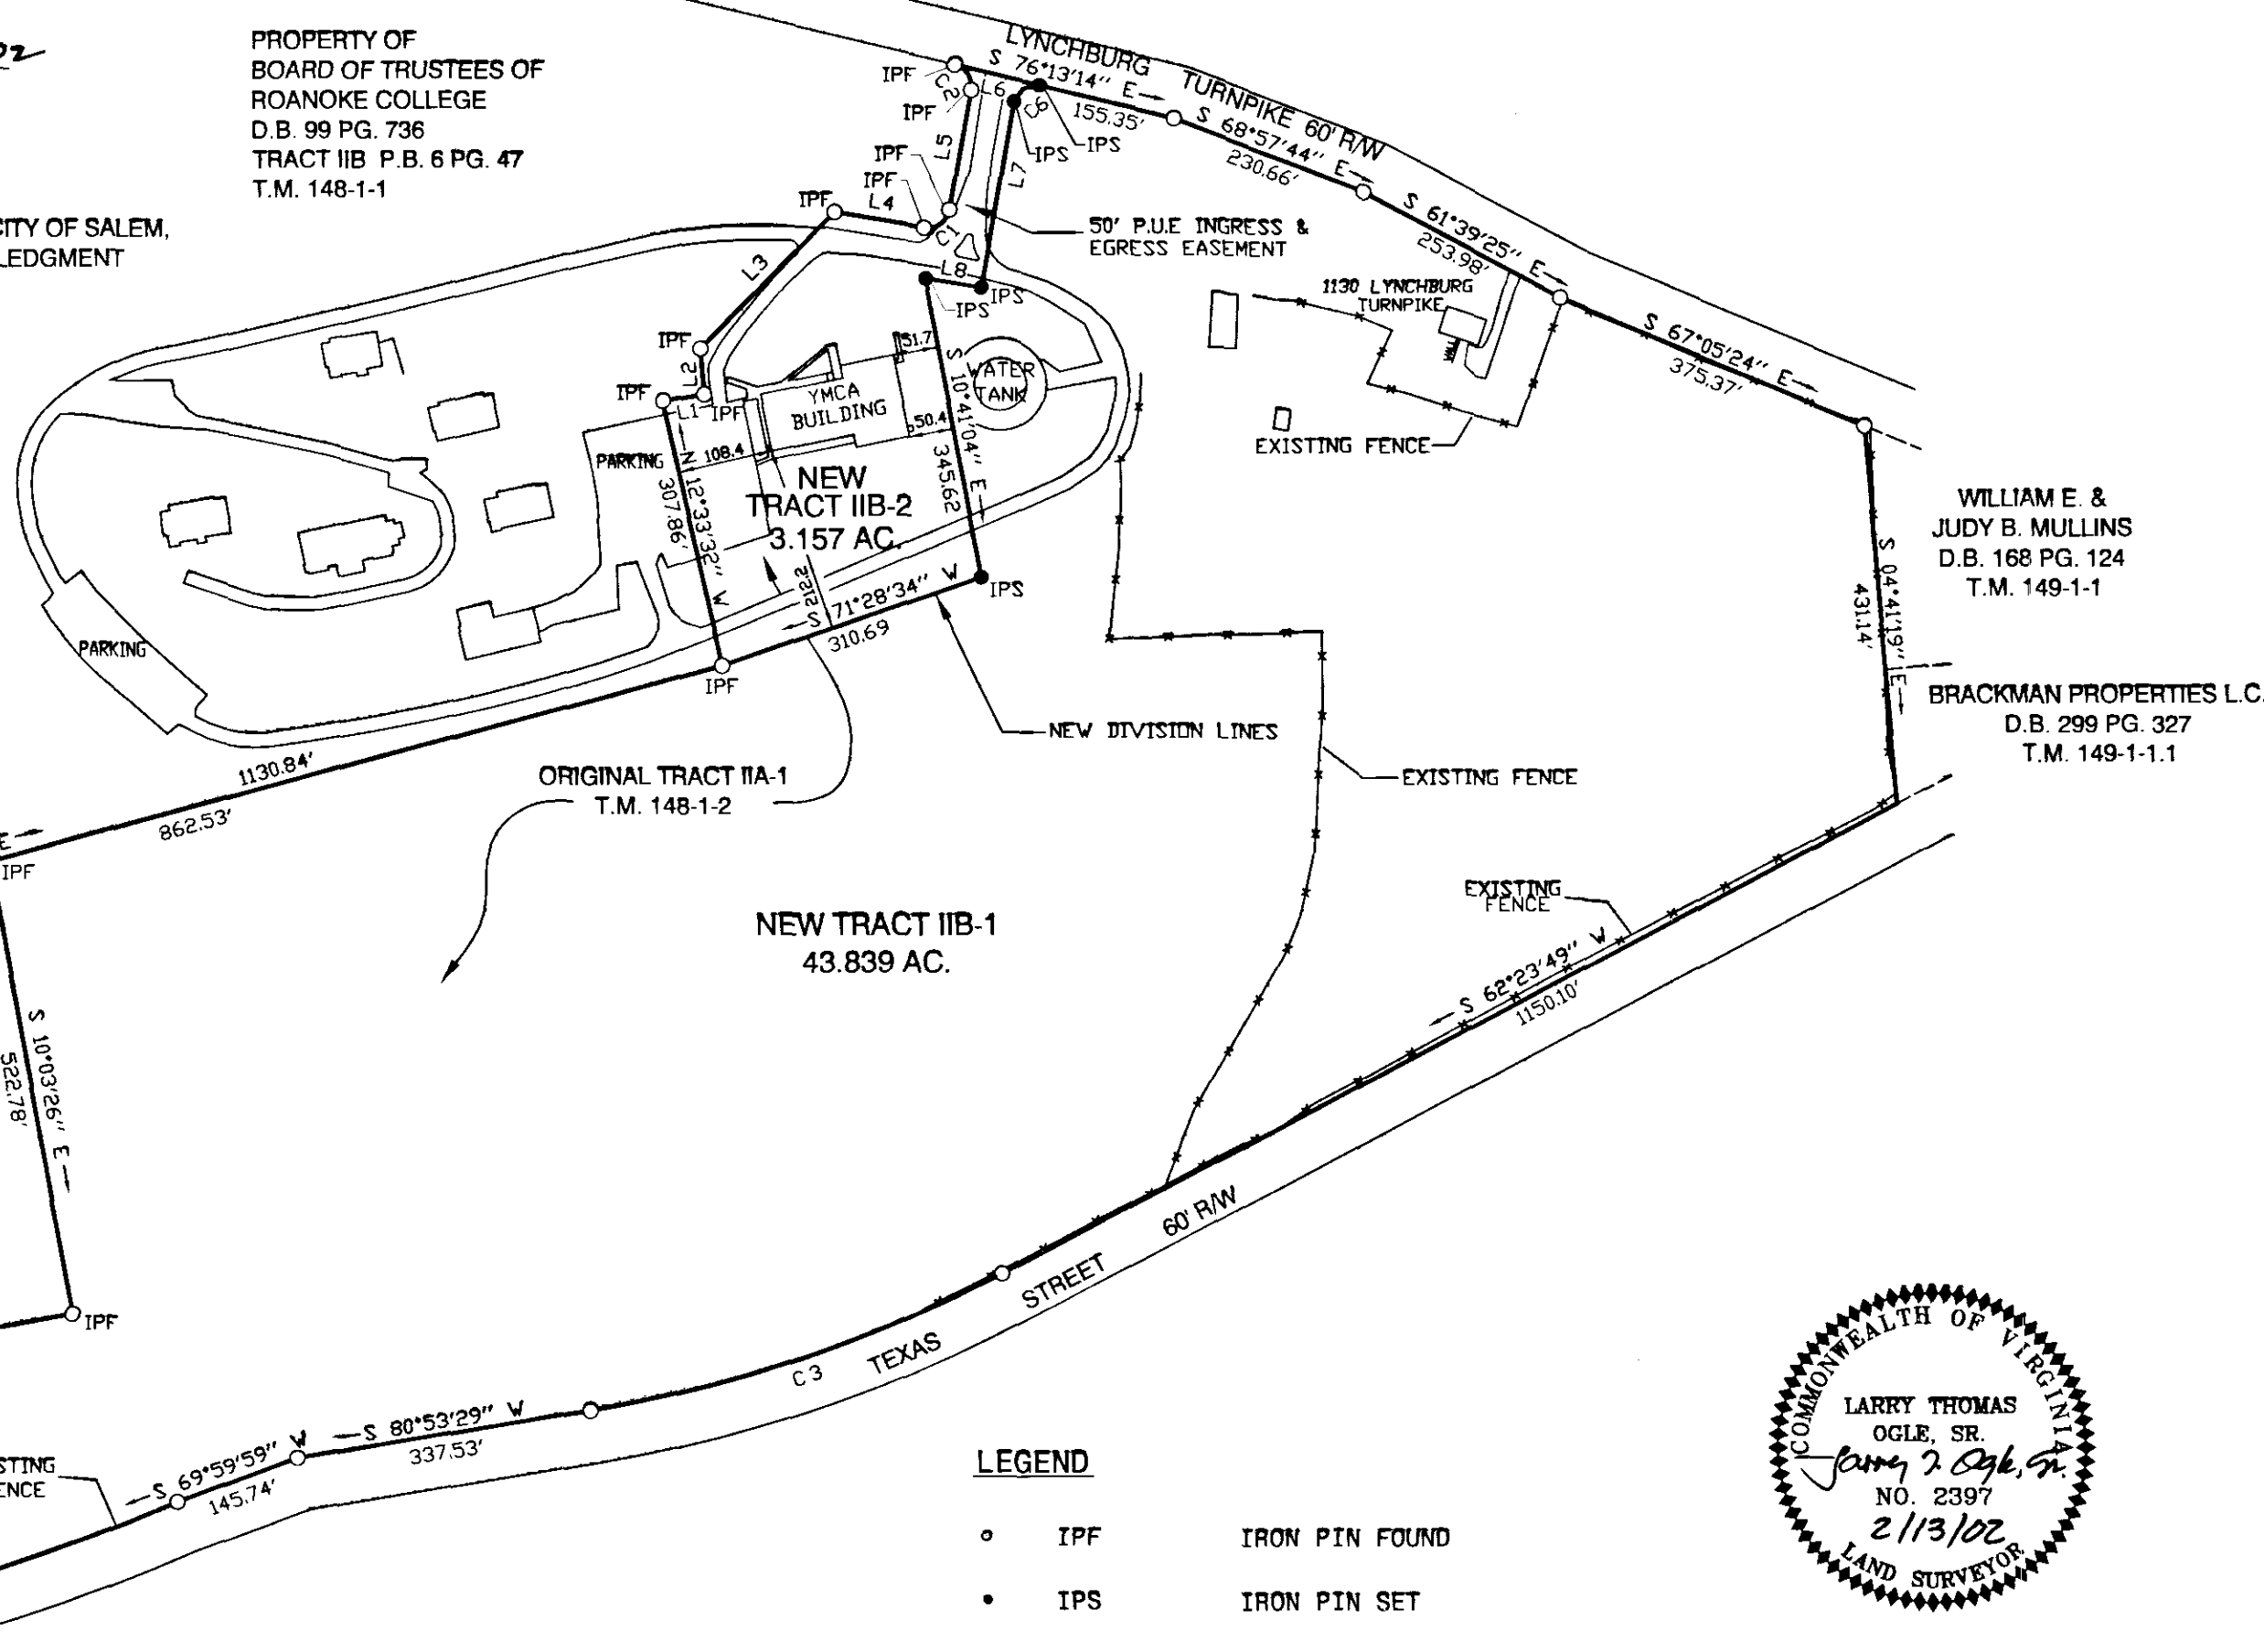 PROPERTY OF
BOARD OF TRUSTEES OF
ROANOKE COLLEGE
D.B. 99 PG. 736
TRACT IIB P.B. 6 PG. 47
T.M. 148-1-1
CITY OF SALEM,
LEDGMENT
LYNCHBURG TURNPIKE 60' R/W
S 76°13'14" E
155.35'
S 68°57'44" E
230.66'
S 61°39'25" E
253.98'
S 67°05'24" E
375.37'
IPF
C2
L6
C6
IPF
IPS
IPS
L5
L7
IPF
IPF
IPF
L4
C1
L3
L8
IPS
IPS
50' P.U.E INGRESS &
EGRESS EASEMENT
1130 LYNCHBURG
TURNPIKE
EXISTING FENCE
IPF
L2
IPF
L1
IPF
YMCA
BUILDING
51.7
50.4
WATER
TANK
S 10°41'04" E
345.62
PARKING
108.4
N 12°33'32" W
307.86'
NEW
TRACT IIB-2
3.157 AC.
212.2
S 71°28'34" W
310.69
IPS
IPF
PARKING
WILLIAM E. &
JUDY B. MULLINS
D.B. 168 PG. 124
T.M. 149-1-1
S 04°41'19" E
431.14'
BRACKMAN PROPERTIES L.C.
D.B. 299 PG. 327
T.M. 149-1-1.1
NEW DIVISION LINES
EXISTING FENCE
1130.84'
862.53'
E
IPF
ORIGINAL TRACT IIA-1
T.M. 148-1-2
NEW TRACT IIB-1
43.839 AC.
EXISTING
FENCE
S 62°23'49" W
1150.10'
S 10°03'26" E
522.78'
IPF
TEXAS STREET 60' R/W
C3
S 80°53'29" W
337.53'
S 69°59'59" W
145.74'
STING
ENCE
LEGEND
IPF IRON PIN FOUND
IPS IRON PIN SET
COMMONWEALTH OF VIRGINIA
LARRY THOMAS
OGLE, SR.
Larry T. Ogle, Sr.
NO. 2397
2/13/02
LAND SURVEYOR